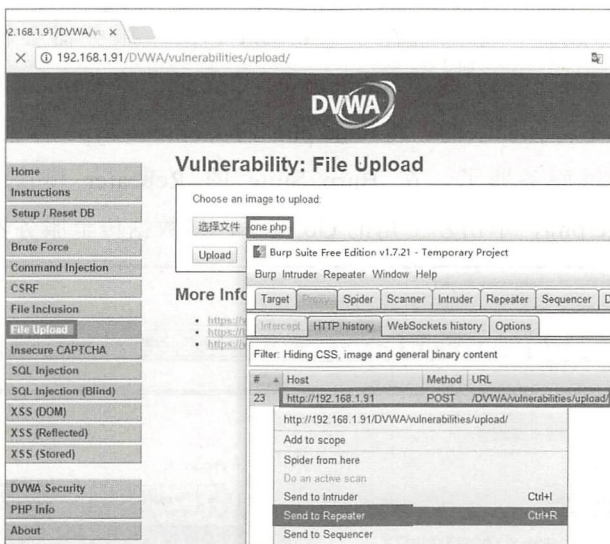 2.168.1.91/DVWA/v
192.168.1.91/DVWA/vulnerabilities/upload/
DVWA
Home
Instructions
Setup / Reset DB
Brute Force
Command Injection
CSRF
File Inclusion
File Upload
Insecure CAPTCHA
SQL Injection
SQL Injection (Blind)
XSS (DOM)
XSS (Reflected)
XSS (Stored)
DVWA Security
PHP Info
About
Vulnerability: File Upload
Choose an image to upload:
选择文件 one php
Upload
More Info
https://
https://
https://
Burp Suite Free Edition v1.7.21 - Temporary Project
Burp Intruder Repeater Window Help
Target Proxy Spider Scanner Intruder Repeater Sequencer D
Intercept HTTP history WebSockets history Options
Filter: Hiding CSS, image and general binary content
# Host Method URL
23 http://192.168.1.91 POST /DVWA/vulnerabilities/upload/
http://192.168.1.91/DVWA/vulnerabilities/upload/
Add to scope
Spider from here
Do an active scan
Send to Intruder Ctrl+I
Send to Repeater Ctrl+R
Send to Sequencer